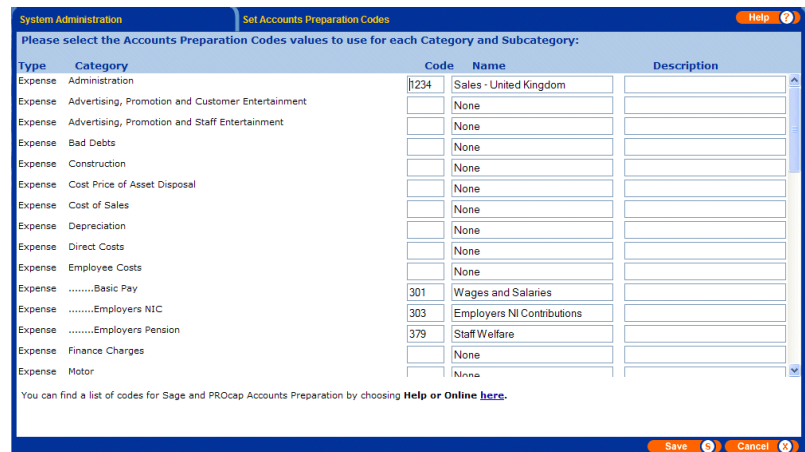 System Administration Set Accounts Preparation Codes Help ?
Please select the Accounts Preparation Codes values to use for each Category and Subcategory:
Type Category Code Name Description
Expense Administration 1234 Sales - United Kingdom
Expense Advertising, Promotion and Customer Entertainment None
Expense Advertising, Promotion and Staff Entertainment None
Expense Bad Debts None
Expense Construction None
Expense Cost Price of Asset Disposal None
Expense Cost of Sales None
Expense Depreciation None
Expense Direct Costs None
Expense Employee Costs None
Expense ........Basic Pay 301 Wages and Salaries
Expense ........Employers NIC 303 Employers NI Contributions
Expense ........Employers Pension 379 Staff Welfare
Expense Finance Charges None
Expense Motor None
You can find a list of codes for Sage and PROcap Accounts Preparation by choosing Help or Online here.
Save S Cancel X